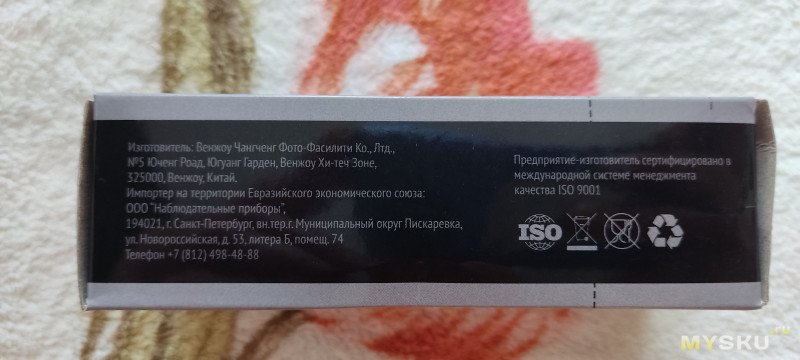 Изготовитель: Венжоу Чангченг Фото-Фасилити Ко., Лтд.,
№5 Юченг Роад, Югуанг Гарден, Венжоу Хи-теч Зоне,
325000, Венжоу, Китай.
Импортер на территории Евразийского экономического союза:
ООО "Наблюдательные приборы",
194021, г. Санкт-Петербург, вн.тер.г. Муниципальный округ Пискаревка,
ул. Новороссийская, д. 53, литера Б, помещ. 74
Телефон +7 (812) 498-48-88
Предприятие-изготовитель сертифицировано в
международной системе менеджмента
качества ISO 9001
ISO
MYSKU.ru